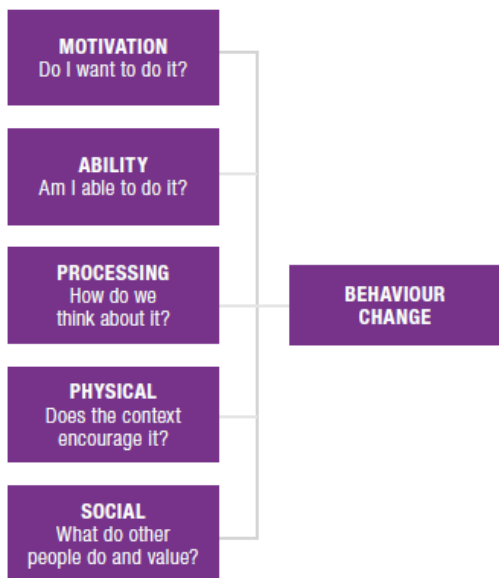 MOTIVATION
Do I want to do it?
ABILITY
Am I able to do it?
PROCESSING
How do we
think about it?
BEHAVIOUR
CHANGE
PHYSICAL
Does the context
encourage it?
SOCIAL
What do other
people do and value?